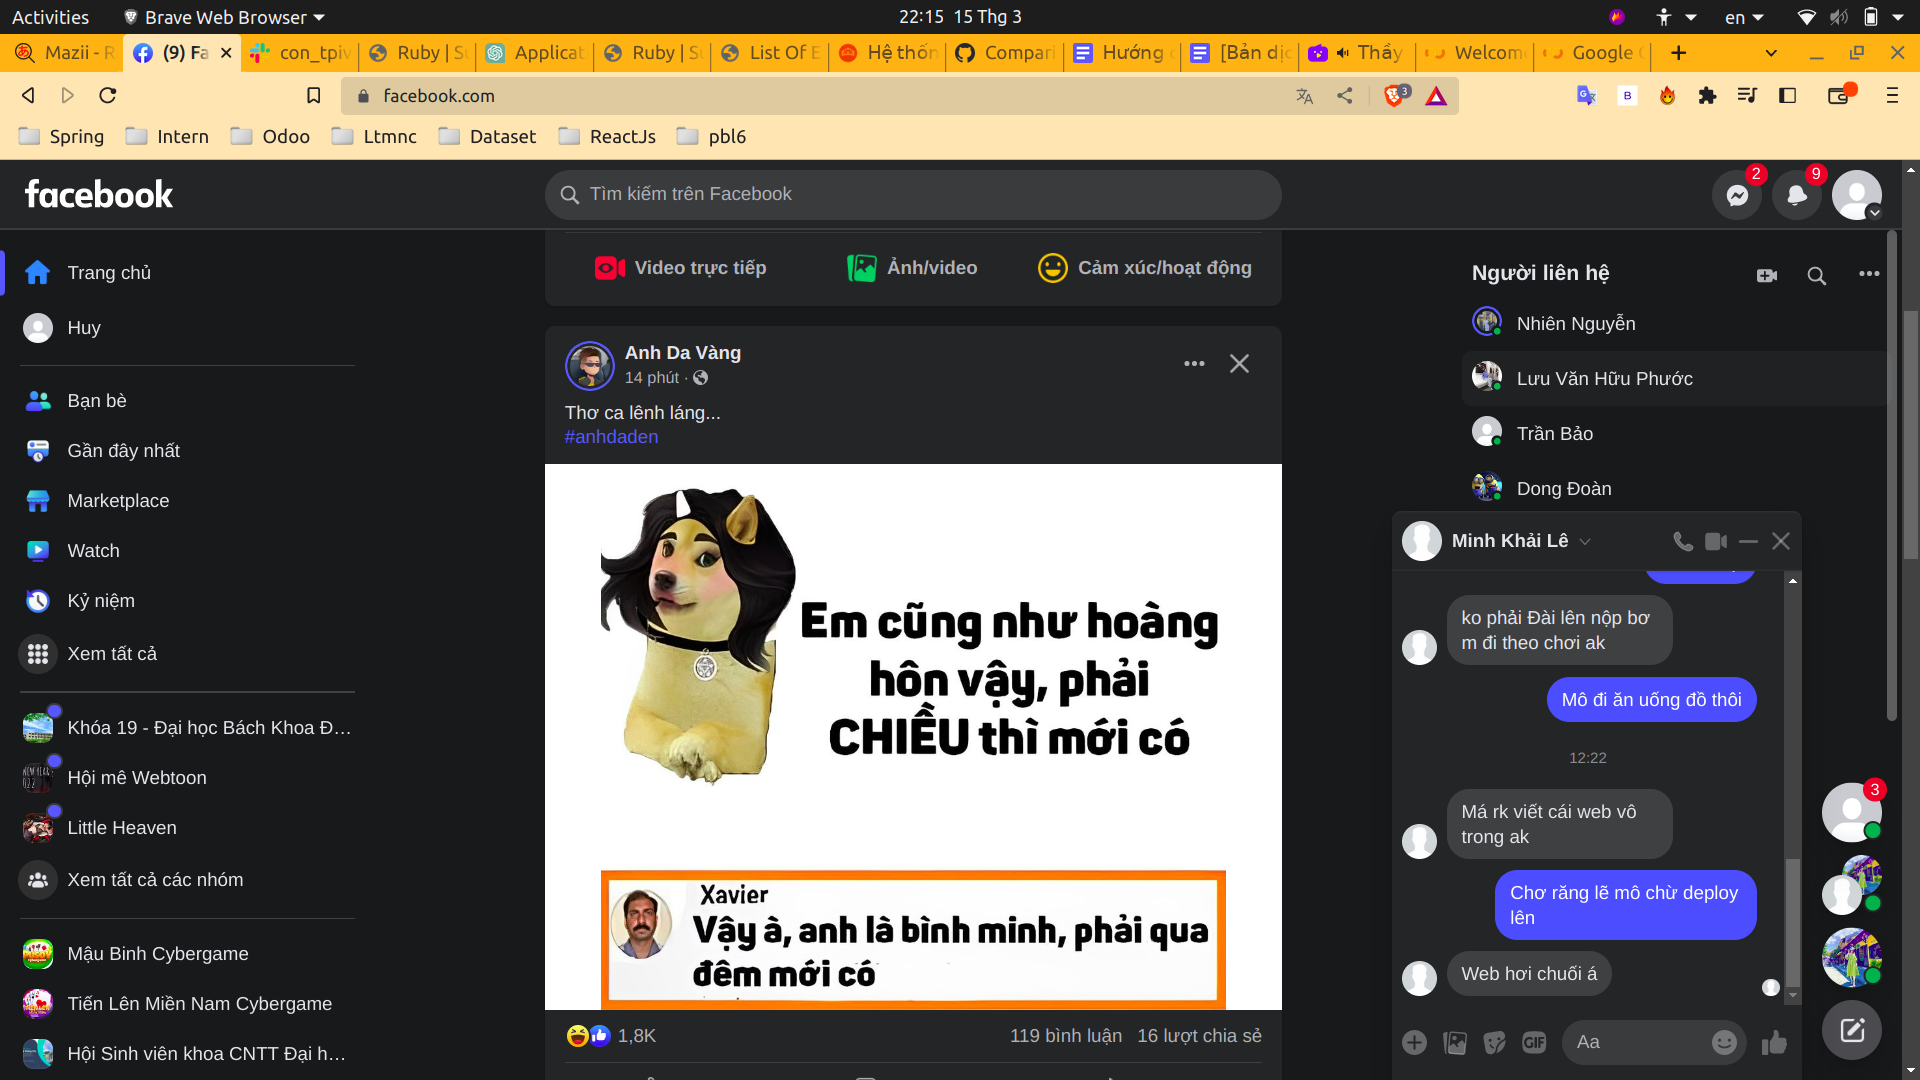 Activities
Brave Web Browser
22:15 15 Thg 3
en
Mazii - R
(9) Fa
con_tpiv
Ruby | Su
Applicat
Ruby | Su
List Of E
Hệ thốn
Compari
Hướng
[Bản dịc
Thầy
Welcom
Google
facebook.com
3
Spring
Intern
Odoo
Ltmnc
Dataset
ReactJs
pbl6
facebook
Tìm kiếm trên Facebook
2
9
Trang chủ
Huy
Bạn bè
Gần đây nhất
Marketplace
Watch
Kỷ niệm
Xem tất cả
Khóa 19 - Đại học Bách Khoa Đ...
Hội mê Webtoon
Little Heaven
Xem tất cả các nhóm
Mậu Binh Cybergame
Tiến Lên Miền Nam Cybergame
Hội Sinh viên khoa CNTT Đại h...
Video trực tiếp
Ảnh/video
Cảm xúc/hoạt động
Anh Da Vàng
14 phút ·
Thơ ca lênh láng...
#anhdaden
Em cũng như hoàng
hôn vậy, phải
CHIỀU thì mới có
Xavier
Vậy à, anh là bình minh, phải qua
đêm mới có
1,8K
119 bình luận 16 lượt chia sẻ
Người liên hệ
Nhiên Nguyễn
Lưu Văn Hữu Phước
Trần Bảo
Dong Đoàn
Minh Khải Lê
ko phải Đài lên nộp bơ
m đi theo chơi ak
Mô đi ăn uống đồ thôi
12:22
Má rk viết cái web vô
trong ak
Chơ răng lẽ mô chừ deploy
lên
Web hơi chuối á
GIF
Aa
3